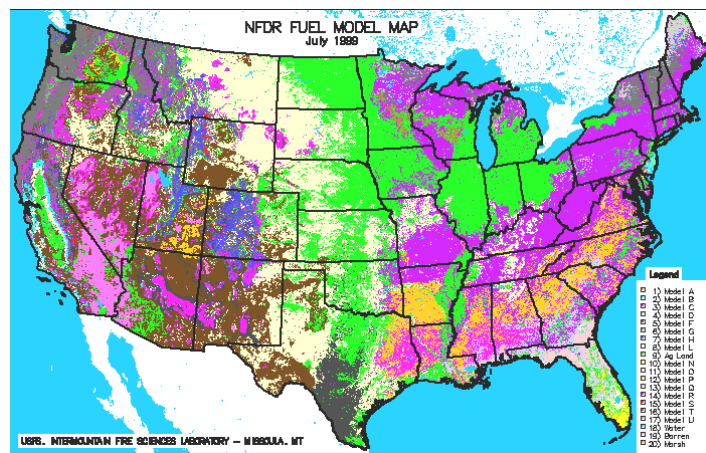 NFDR FUEL MODEL MAP
July 1999
Legend
1) Model A
2) Model B
3) Model C
4) Model D
5) Model F
6) Model G
7) Model H
8) Model L
9) Ag Land
10) Model N
11) Model O
12) Model P
13) Model Q
14) Model R
15) Model S
16) Model T
17) Model U
18) Water
19) Barren
20) Marsh
USFS, INTERMOUNTAIN FIRE SCIENCES LABORATORY - MISSOULA, MT